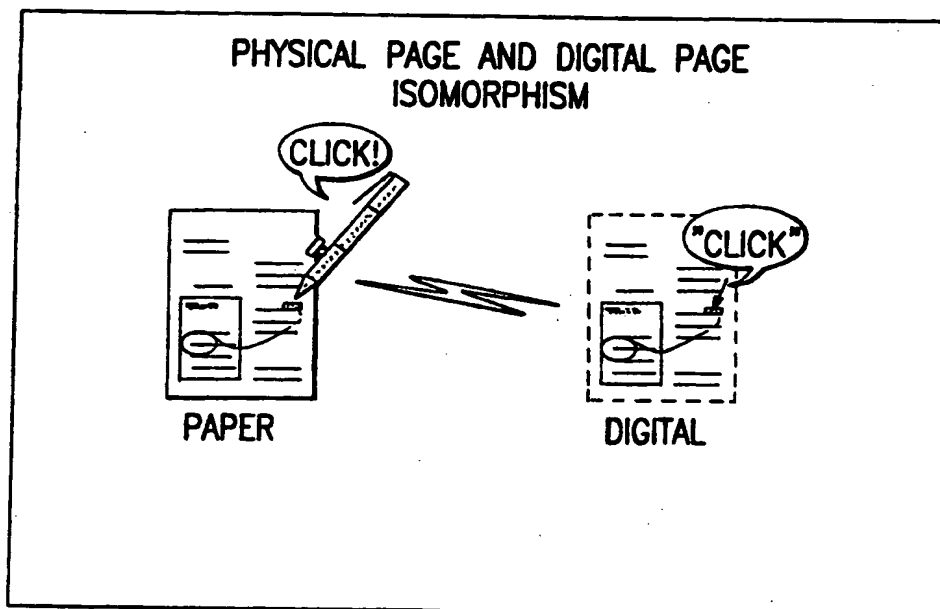 PHYSICAL PAGE AND DIGITAL PAGE
ISOMORPHISM
CLICK!
"CLICK"
PAPER
DIGITAL